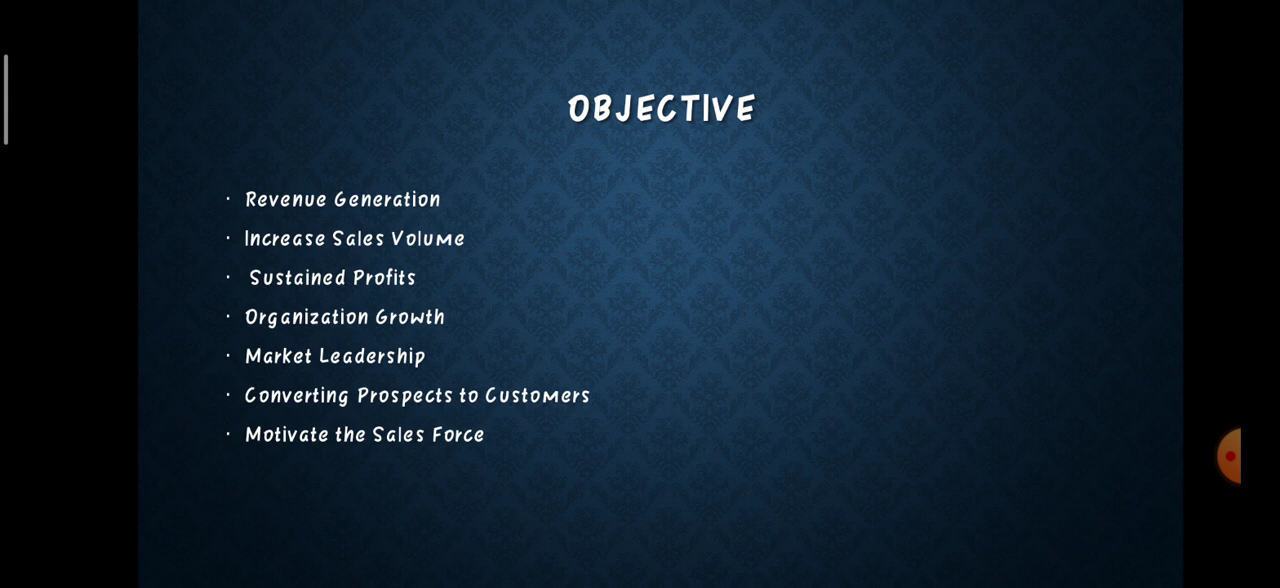 OBJECTIVE
· Revenue Generation
· Increase Sales Volume
· Sustained Profits
· Organization Growth
· Market Leadership
· Converting Prospects to Customers
· Motivate the Sales Force